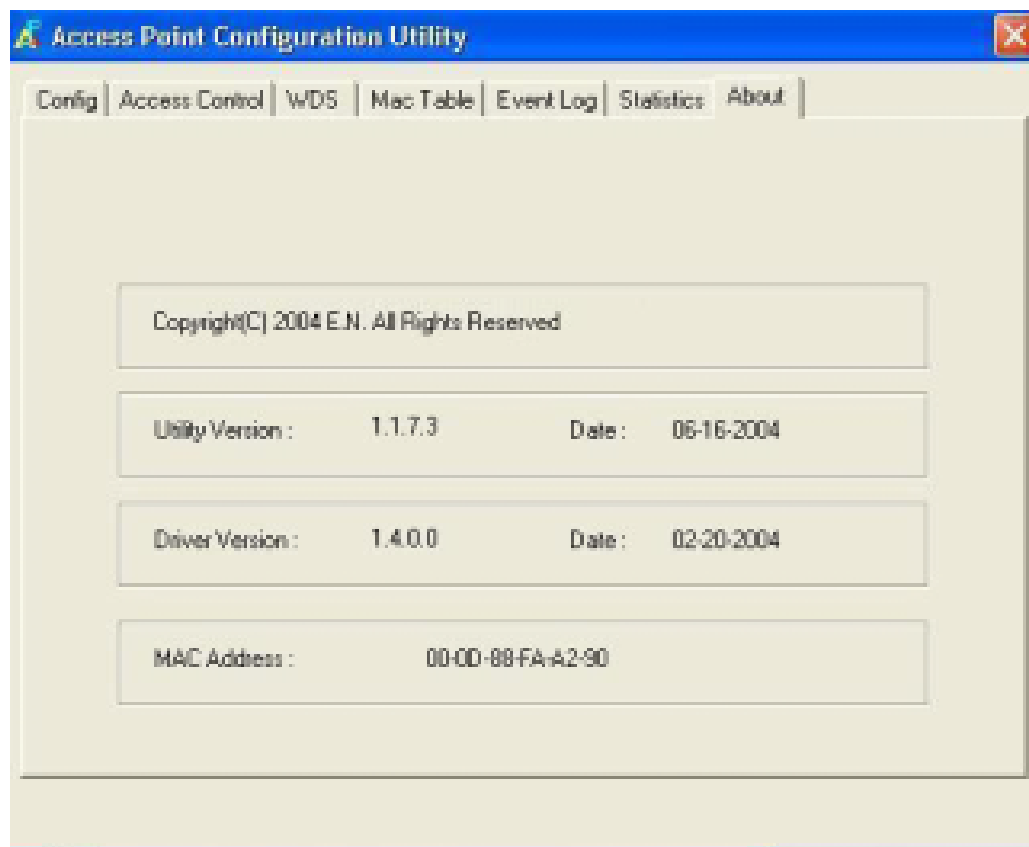 Access Point Configuration Utility
Config Access Control WDS Mac Table Event Log Statistics About
Copyright(C) 2004 E.N. All Rights Reserved
Utility Version : 1.1.7.3 Date : 06-16-2004
Driver Version : 1.4.0.0 Date : 02-20-2004
MAC Address : 00-0D-88-FA-A2-90